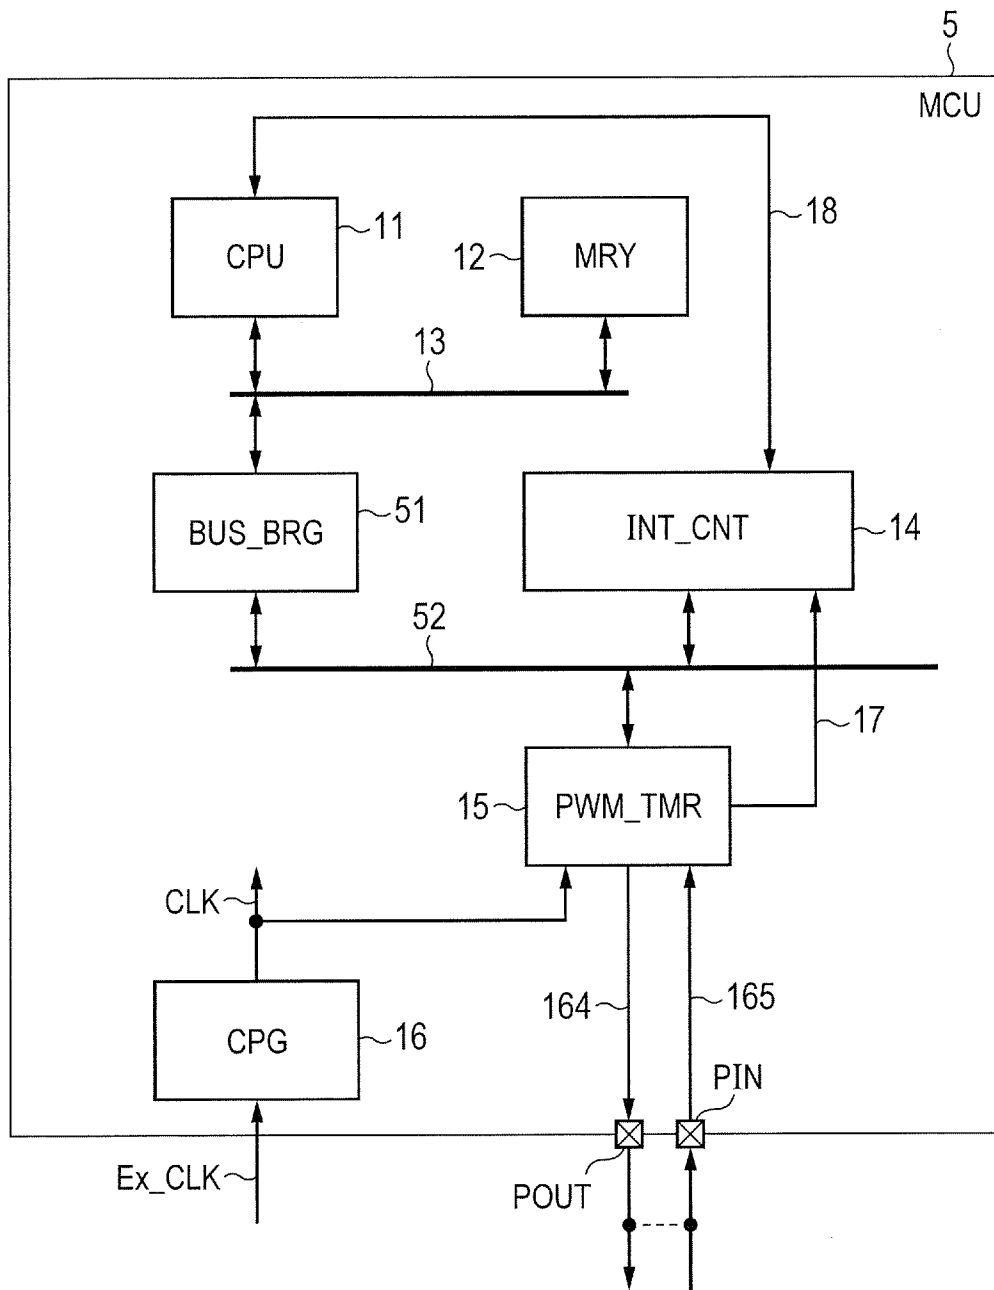 5
MCU
18
11
CPU
12
MRY
13
51
BUS_BRG
INT_CNT
14
52
17
15
PWM_TMR
CLK
164
165
CPG
16
PIN
Ex_CLK
POUT